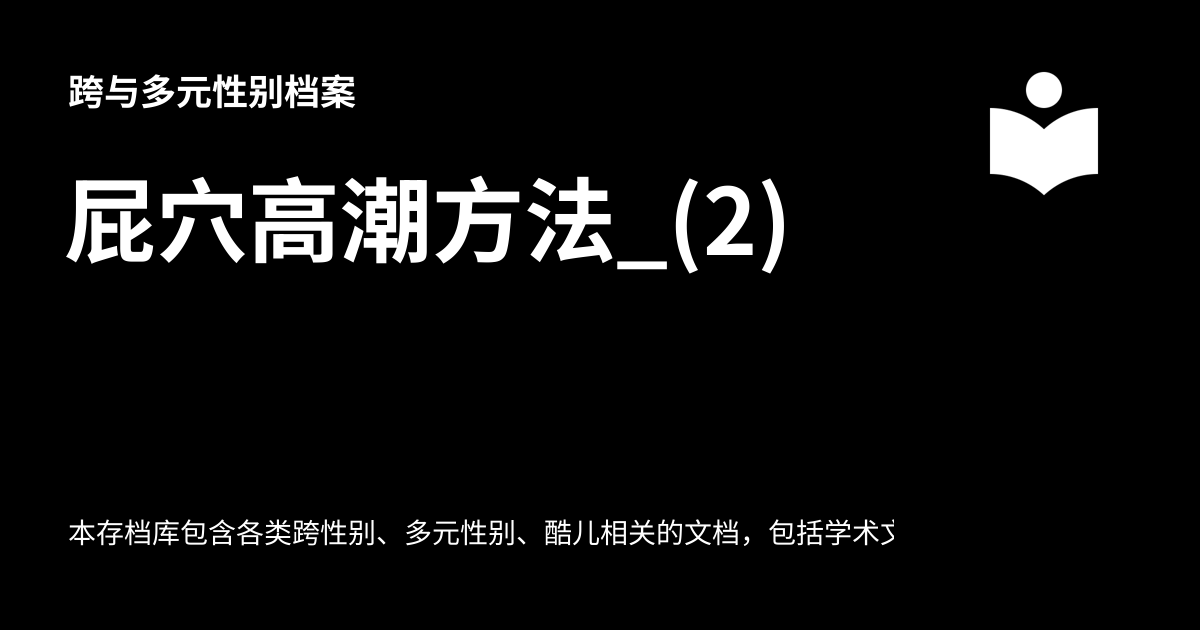 跨与多元性别档案
屁穴高潮方法_(2)
本存档库包含各类跨性别、多元性别、酷儿相关的文档，包括学术